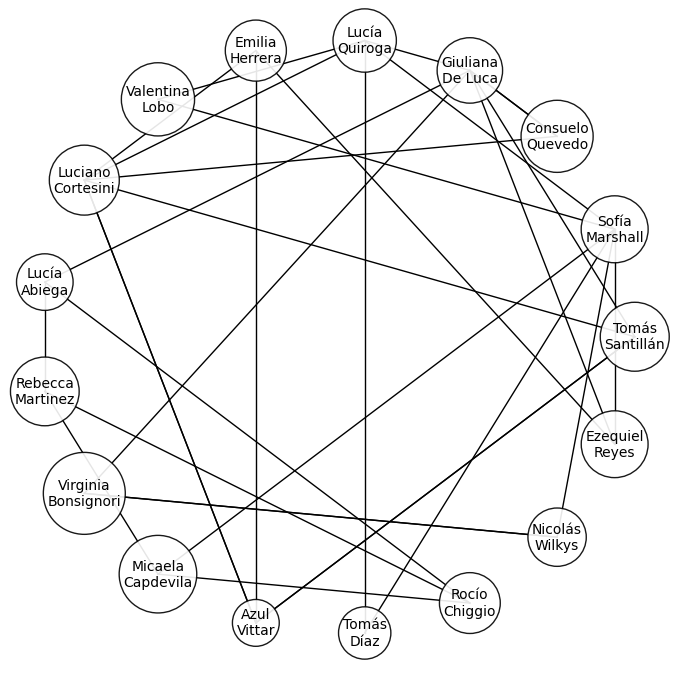 Lucía
Quiroga
Emilia
Herrera
Giuliana
De Luca
Valentina
Lobo
Consuelo
Quevedo
Luciano
Cortesini
Sofía
Marshall
Lucía
Abiega
Tomás
Santillán
Rebecca
Martinez
Ezequiel
Reyes
Virginia
Bonsignori
Nicolás
Wilkys
Micaela
Capdevila
Rocío
Chiggio
Azul
Vittar
Tomás
Díaz